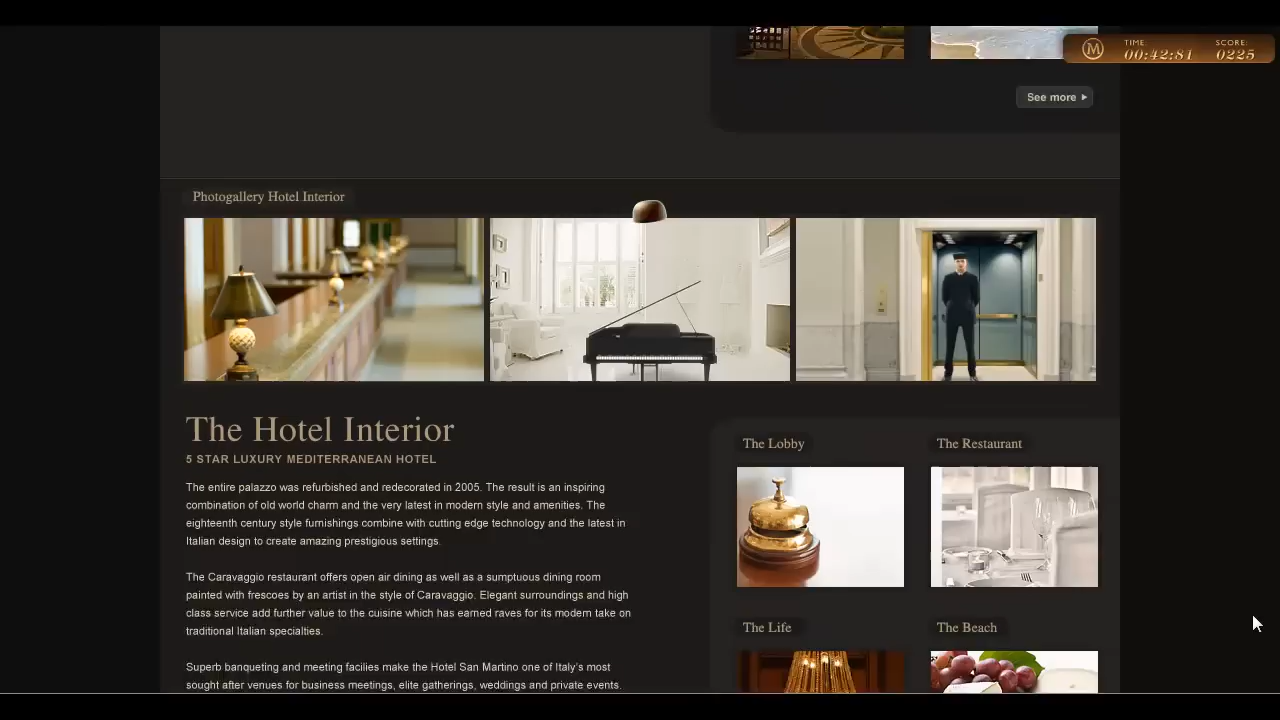 M
TIME
00:42:81
SCORE:
0225
See more
Photogallery Hotel Interior
The Hotel Interior
5 STAR LUXURY MEDITERRANEAN HOTEL
The entire palazzo was refurbished and redecorated in 2005. The result is an inspiring
combination of old world charm and the very latest in modern style and amenities. The
eighteenth century style furnishings combine with cutting edge technology and the latest in
Italian design to create amazing prestigious settings.
The Caravaggio restaurant offers open air dining as well as a sumptuous dining room
painted with frescoes by an artist in the style of Caravaggio. Elegant surroundings and high
class service add further value to the cuisine which has earned raves for its modern take on
traditional Italian specialties.
Superb banqueting and meeting facilies make the Hotel San Martino one of Italy's most
sought after venues for business meetings, elite gatherings, weddings and private events.
The Lobby
The Restaurant
The Life
The Beach